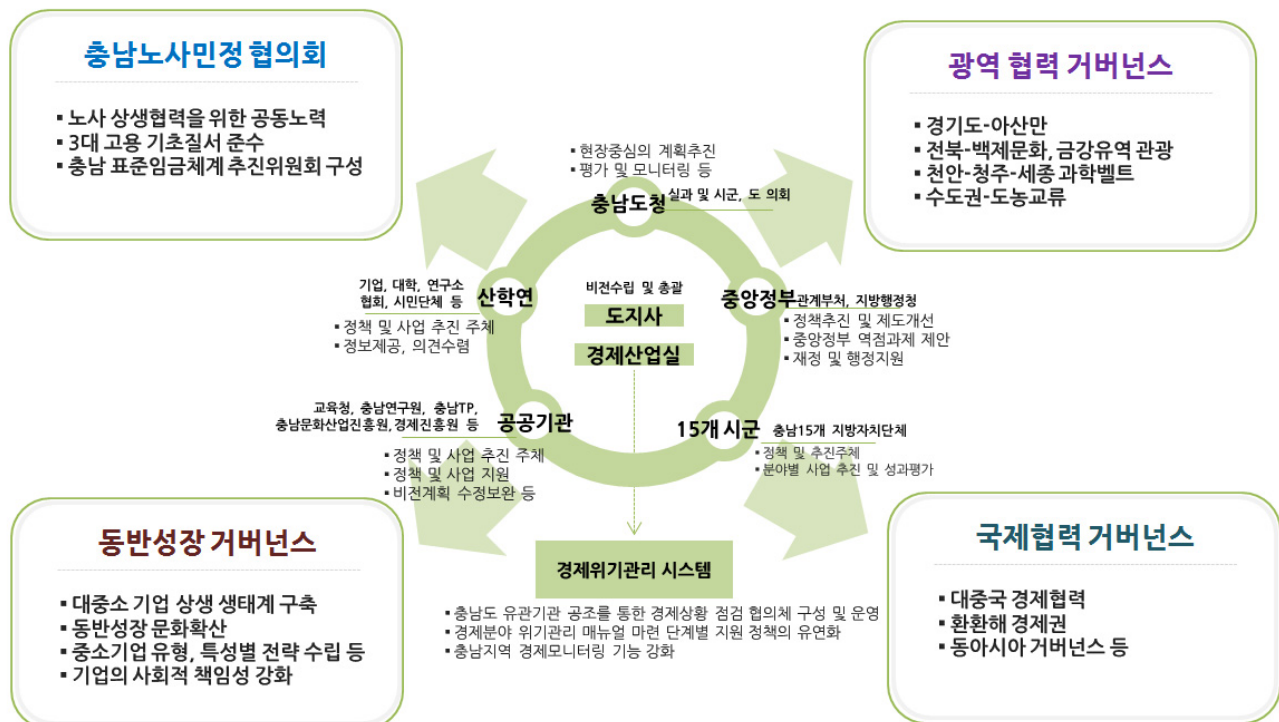 충남노사민정 협의회
▪ 노사 상생협력을 위한 공동노력
▪ 3대 고용 기초질서 준수
▪ 충남 표준임금체계 추진위원회 구성
광역 협력 거버넌스
▪ 경기도-아산만
▪ 전북-백제문화, 금강유역 관광
▪ 천안-청주-세종 과학벨트
▪ 수도권-도농교류
▪ 현장중심의 계획추진
▪ 평가 및 모니터링 등
충남도청
실과 및 시군, 도 의회
기업, 대학, 연구소
협회, 시민단체 등
산학연
▪ 정책 및 사업 추진 주체
▪ 정보제공, 의견수렴
비전수립 및 총괄
도지사
경제산업실
중앙정부
관계부처, 지방행정청
▪ 정책추진 및 제도개선
▪ 중앙정부 역점과제 제안
▪ 재정 및 행정지원
교육청, 충남연구원, 충남TP,
충남문화산업진흥원,경제진흥원 등
공공기관
▪ 정책 및 사업 추진 주체
▪ 정책 및 사업 지원
▪ 비전계획 수정보완 등
15개 시군
충남15개 지방자치단체
▪ 정책 및 추진주체
▪ 분야별 사업 추진 및 성과평가
동반성장 거버넌스
▪ 대중소 기업 상생 생태계 구축
▪ 동반성장 문화확산
▪ 중소기업 유형, 특성별 전략 수립 등
▪ 기업의 사회적 책임성 강화
경제위기관리 시스템
▪ 충남도 유관기관 공조를 통한 경제상황 점검 협의체 구성 및 운영
▪ 경제분야 위기관리 매뉴얼 마련 단계별 지원 정책의 유연화
▪ 충남지역 경제모니터링 기능 강화
국제협력 거버넌스
▪ 대중국 경제협력
▪ 환환해 경제권
▪ 동아시아 거버넌스 등